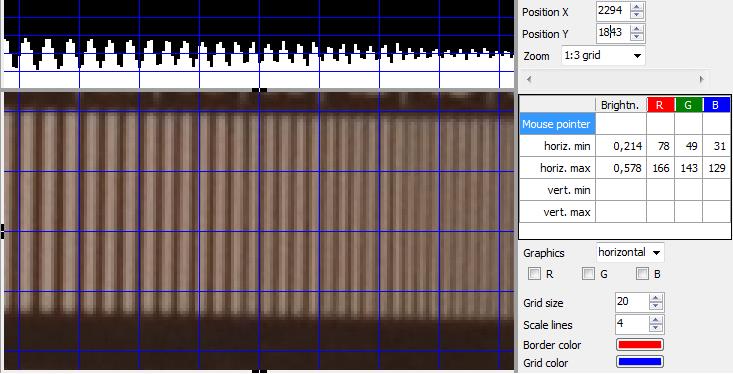 Position X 2294
Position Y 1843
Zoom 1:3 grid
Brightn. R G B
Mouse pointer
horiz. min 0,214 78 49 31
horiz. max 0,578 166 143 129
vert. min
vert. max
Graphics horizontal
R G B
Grid size 20
Scale lines 4
Border color
Grid color